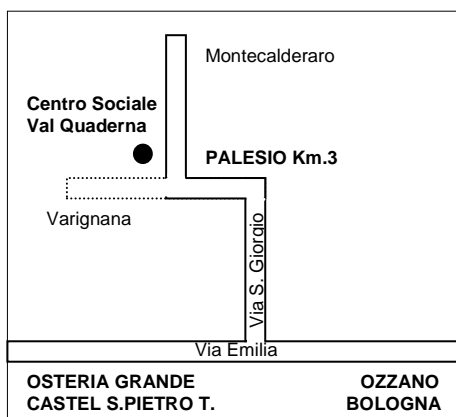 Montecalderaro
Centro Sociale
Val Quaderna
PALESIO Km.3
Varignana
Via S. Giorgio
Via Emilia
OSTERIA GRANDE
CASTEL S.PIETRO T.
OZZANO
BOLOGNA